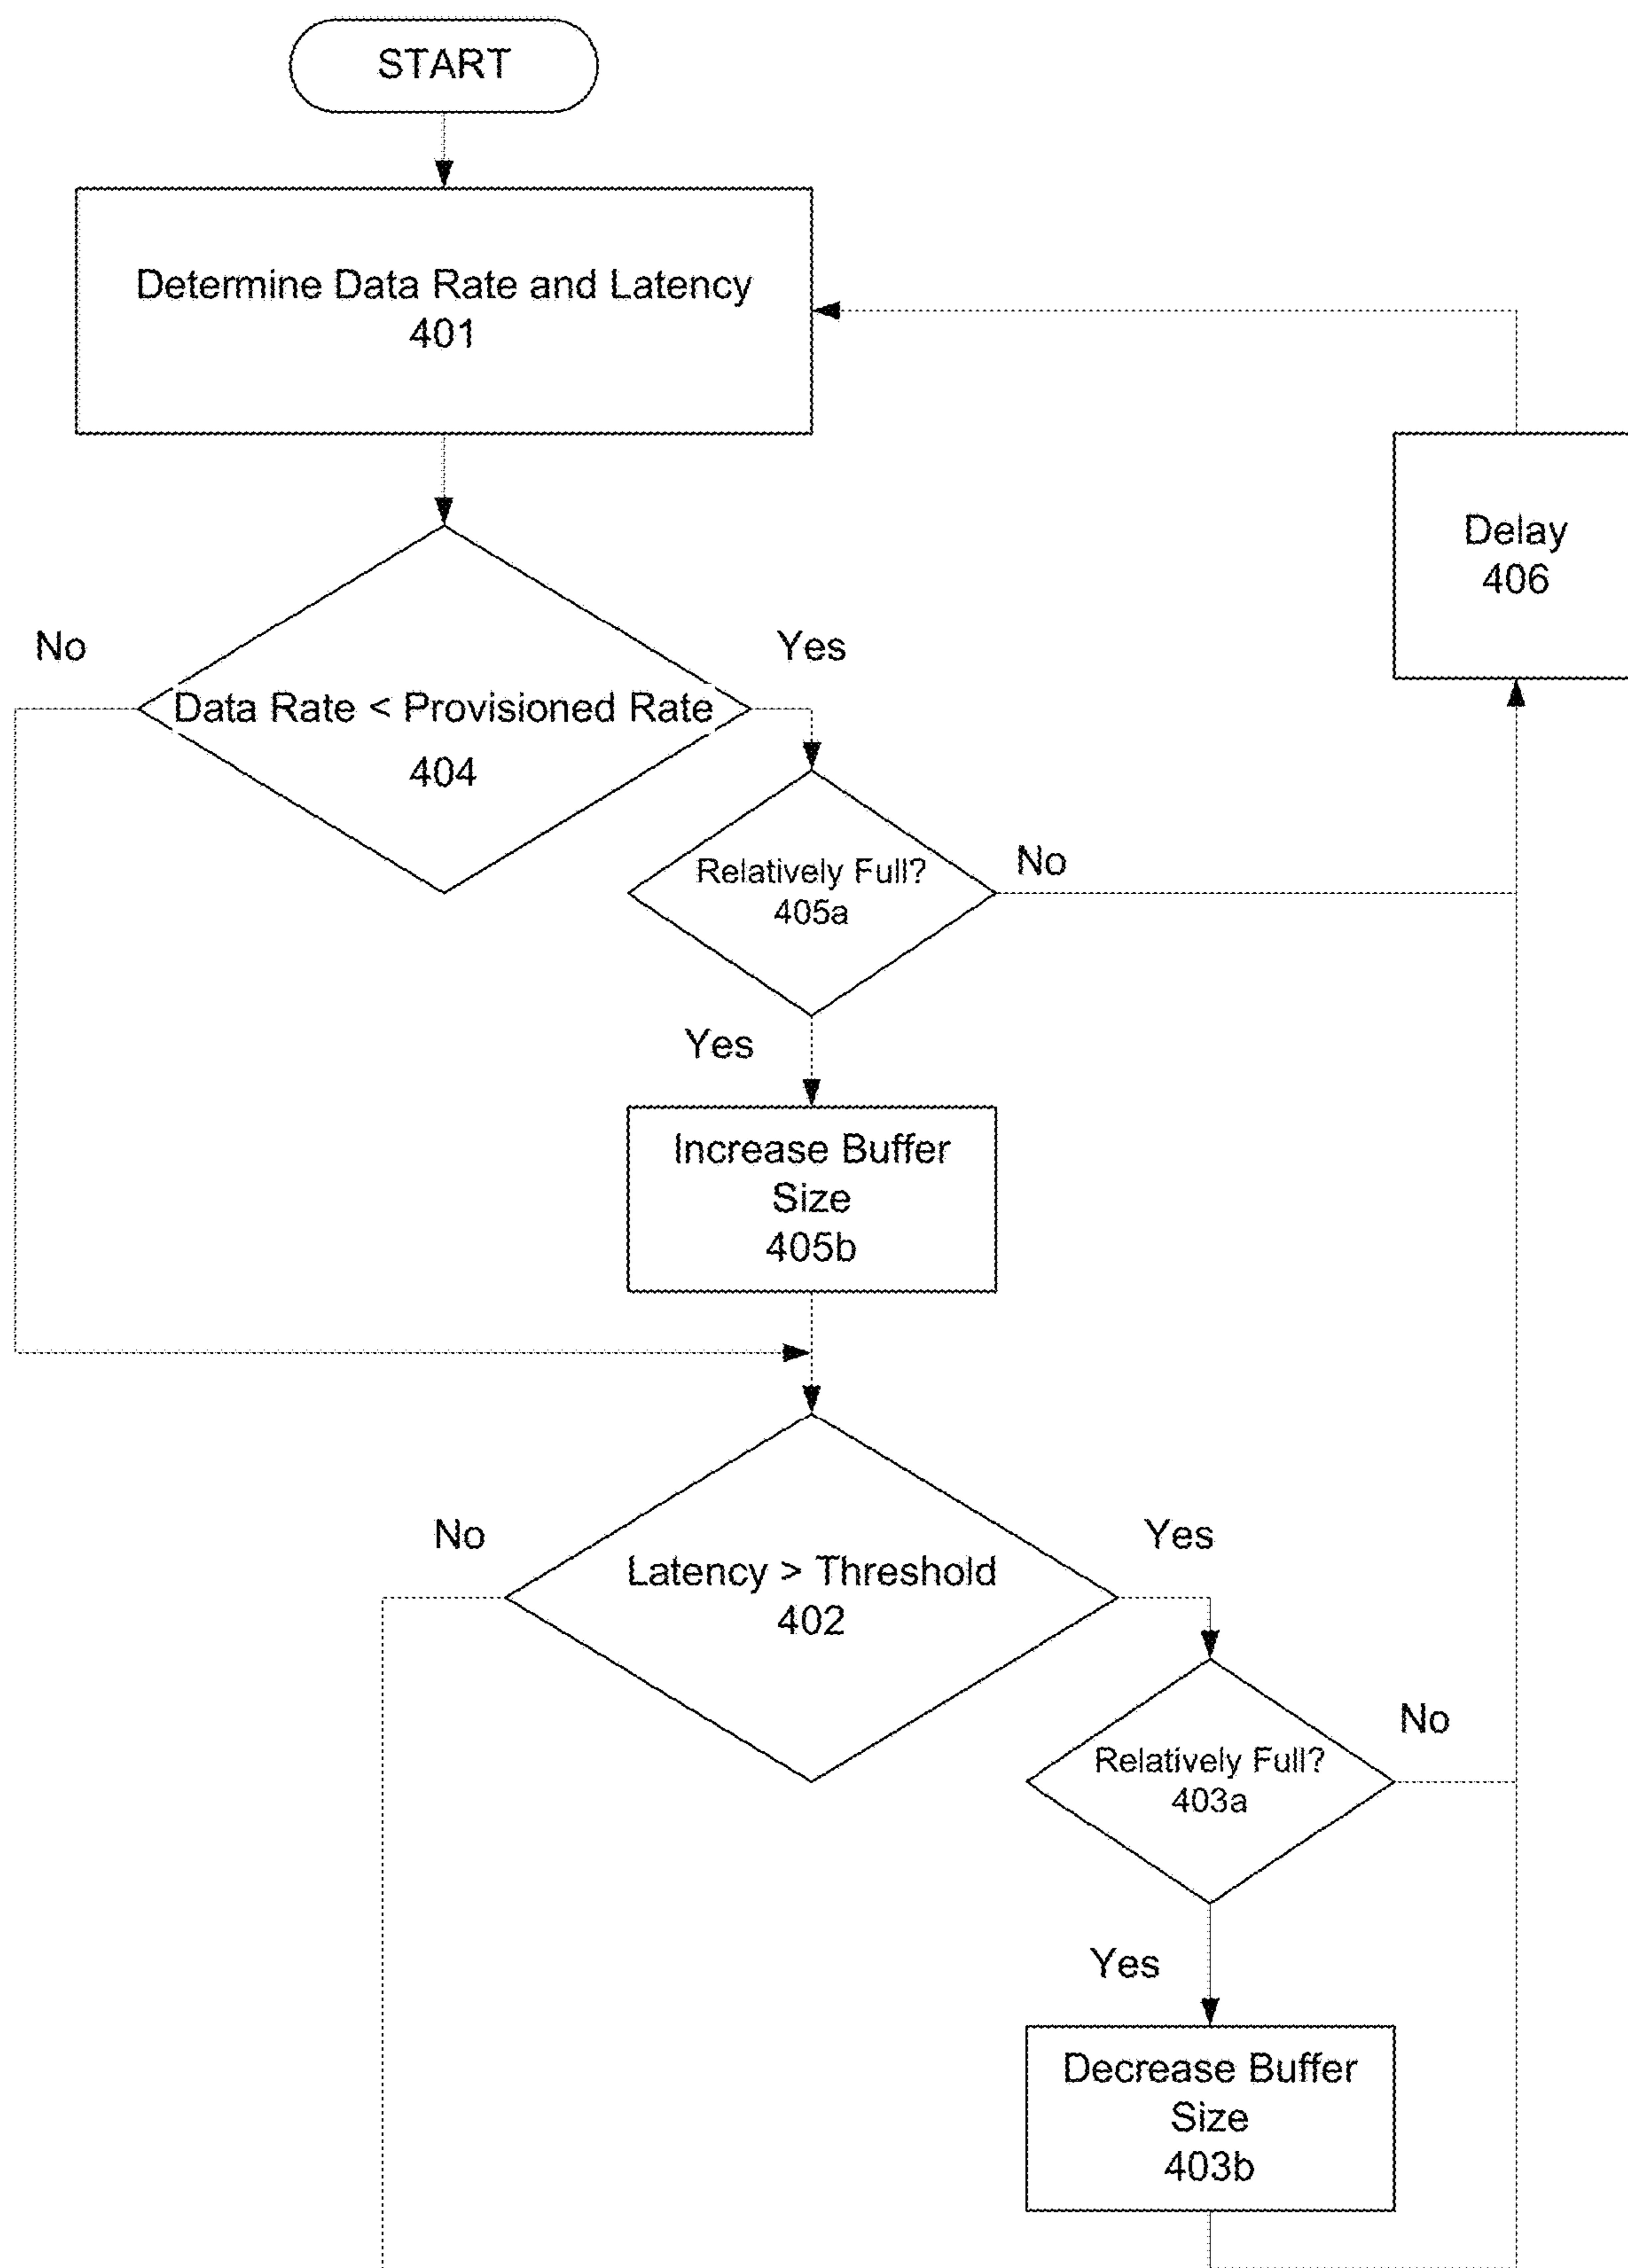 START
Determine Data Rate and Latency
401
Delay
406
No
Yes
Data Rate < Provisioned Rate
404
Relatively Full?
405a
No
Yes
Increase Buffer
Size
405b
No
Yes
Latency > Threshold
402
Relatively Full?
403a
No
Yes
Decrease Buffer
Size
403b